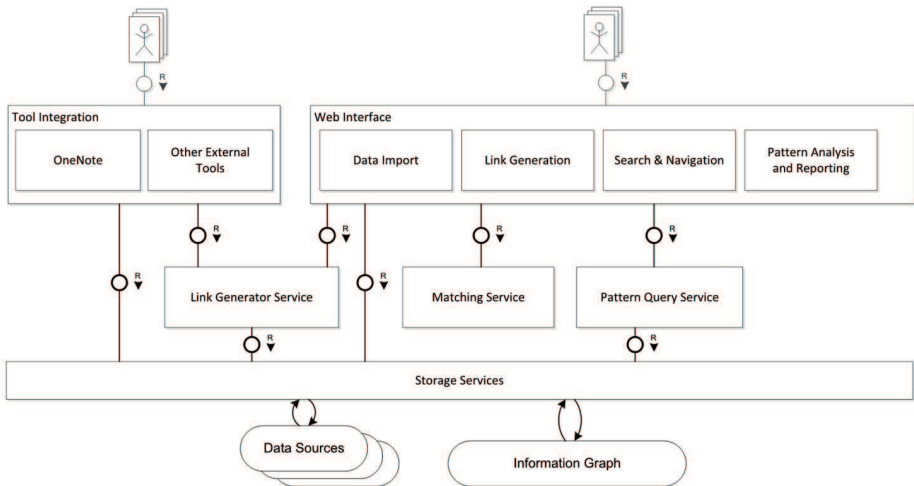 R
R
Tool Integration
Web Interface
OneNote
Other External
Tools
Data Import
Link Generation
Search & Navigation
Pattern Analysis
and Reporting
R
R
R
R
R
R
Link Generator Service
Matching Service
Pattern Query Service
R
R
Storage Services
Data Sources
Information Graph